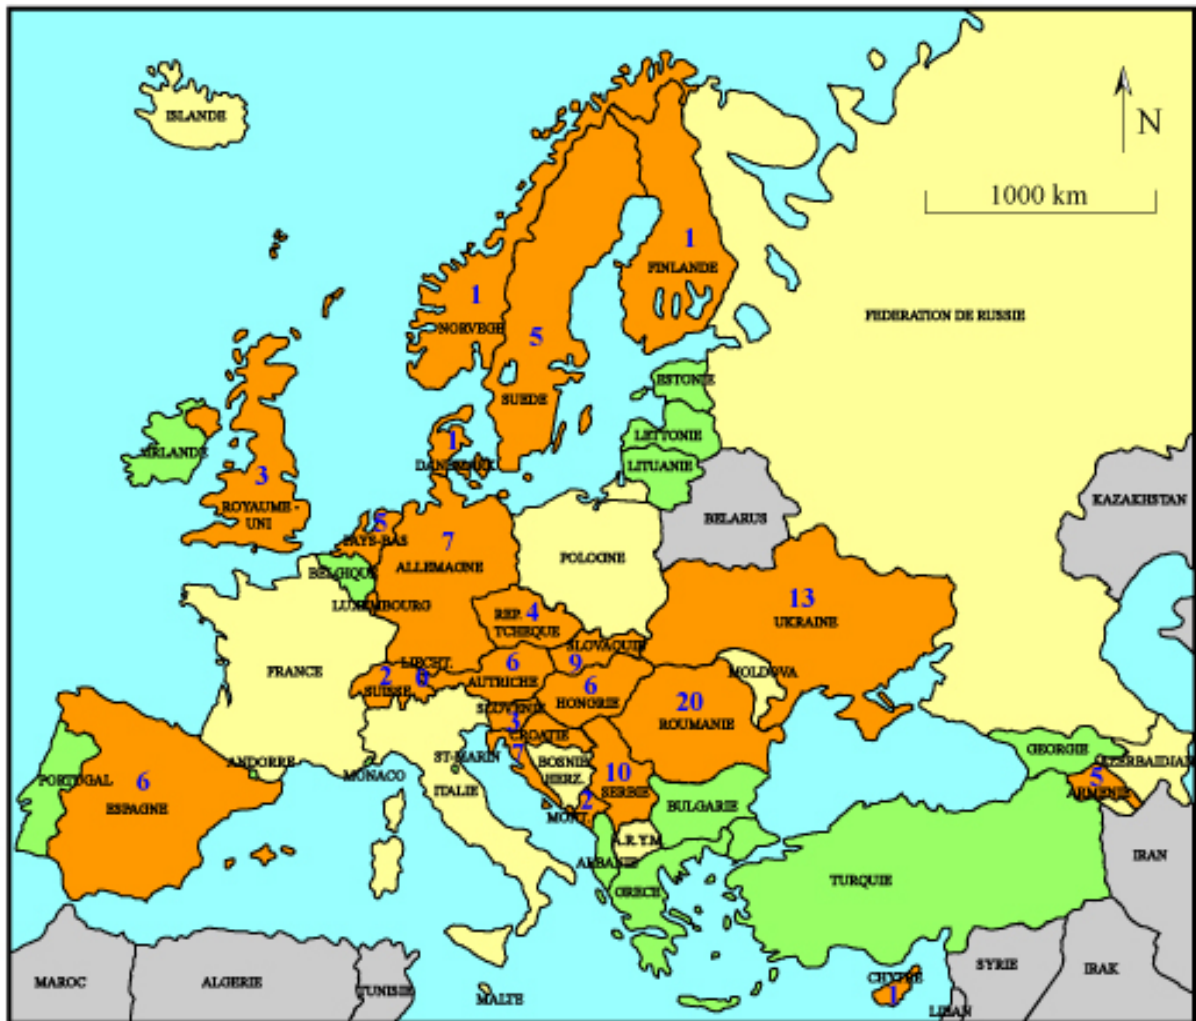 ISLANDE
N
1000 km
1
FINLANDE
1
NORVEGE
FEDERATION DE RUSSIE
5
SUEDE
ESTONIE
LETTONIE
LITUANIE
1
DANEMARK
IRLANDE
3
ROYAUME-
UNI
KAZAKHSTAN
BELARUS
5
PAYS-BAS
7
ALLEMAGNE
POLOGNE
BELGIQUE
LUXEMBOURG
4
REP.
TCHEQUE
13
UKRAINE
SLOVAQUIE
9
FRANCE
LIECHT.
0
2
SUISSE
6
AUTRICHE
6
HONGRIE
MOLDOVA
20
ROUMANIE
SLOVENIE
3
CROATIE
7
ANDORRE
MONACO
ST-MARIN
ITALIE
BOSNIE
HERZ.
10
SERBIE
2
MONT.
GEORGIE
AZERBAIDJAN
5
ARMENIE
PORTUGAL
6
ESPAGNE
BULGARIE
A.R.Y.M
ALBANIE
GRECE
TURQUIE
IRAN
MAROC
ALGERIE
TUNISIE
MALTE
CHYPRE
1
SYRIE
IRAK
LIBAN